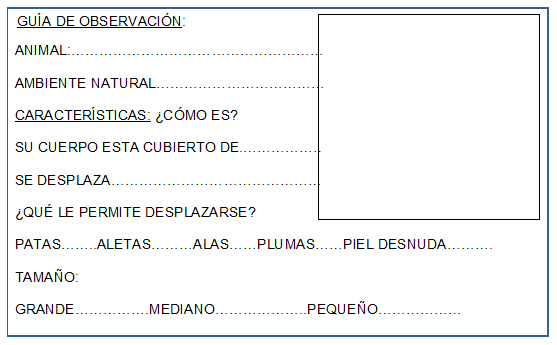 GUÍA DE OBSERVACIÓN:
ANIMAL:………………………………………………
AMBIENTE NATURAL………………………………
CARACTERÍSTICAS: ¿CÓMO ES?
SU CUERPO ESTA CUBIERTO DE………………
SE DESPLAZA………………………………………
¿QUÉ LE PERMITE DESPLAZARSE?
PATAS……..ALETAS………ALAS……PLUMAS……PIEL DESNUDA……….
TAMAÑO:
GRANDE…………….MEDIANO………………..PEQUEÑO………………